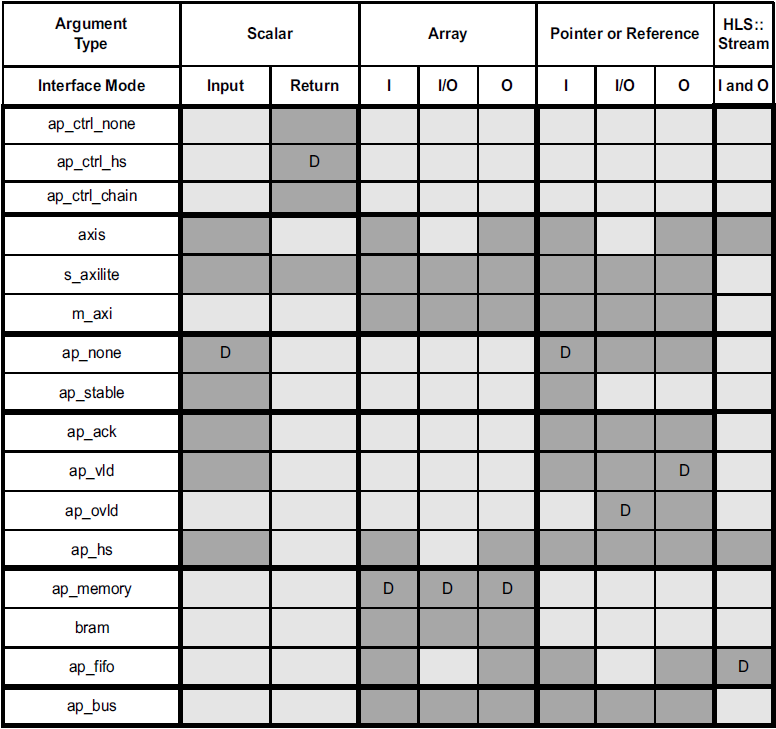 Argument Type Scalar Array Pointer or Reference HLS:: Stream
Interface Mode Input Return I I/O O I I/O O I and O
ap_ctrl_none
ap_ctrl_hs D
ap_ctrl_chain
axis
s_axilite
m_axi
ap_none D D
ap_stable
ap_ack
ap_vld D
ap_ovld D
ap_hs
ap_memory D D D
bram
ap_fifo D
ap_bus